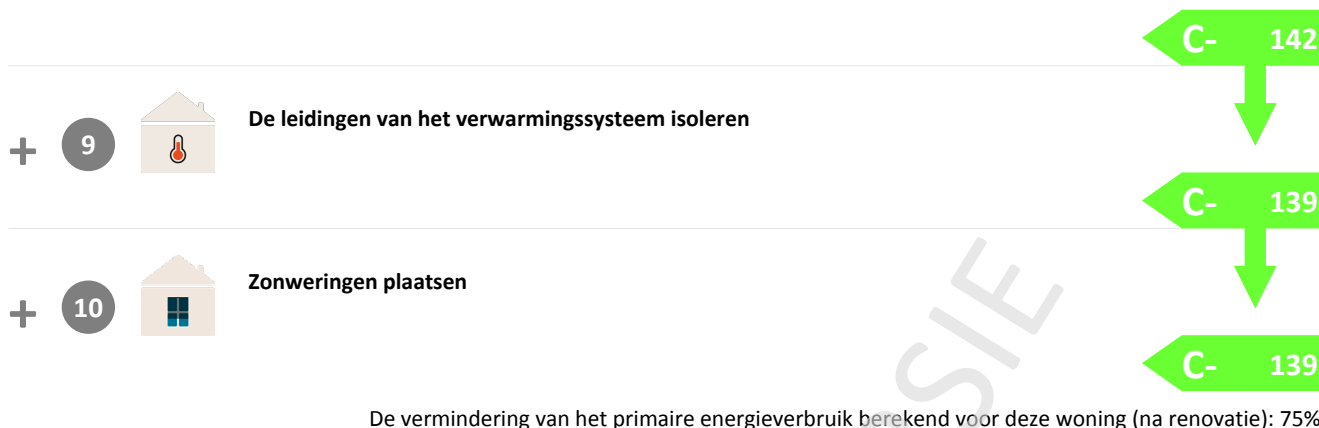 C- 142
+ 9 De leidingen van het verwarmingssysteem isoleren
C- 139
+ 10 Zonweringen plaatsen
C- 139
De vermindering van het primaire energieverbruik berekend voor deze woning (na renovatie): 75%
SIE